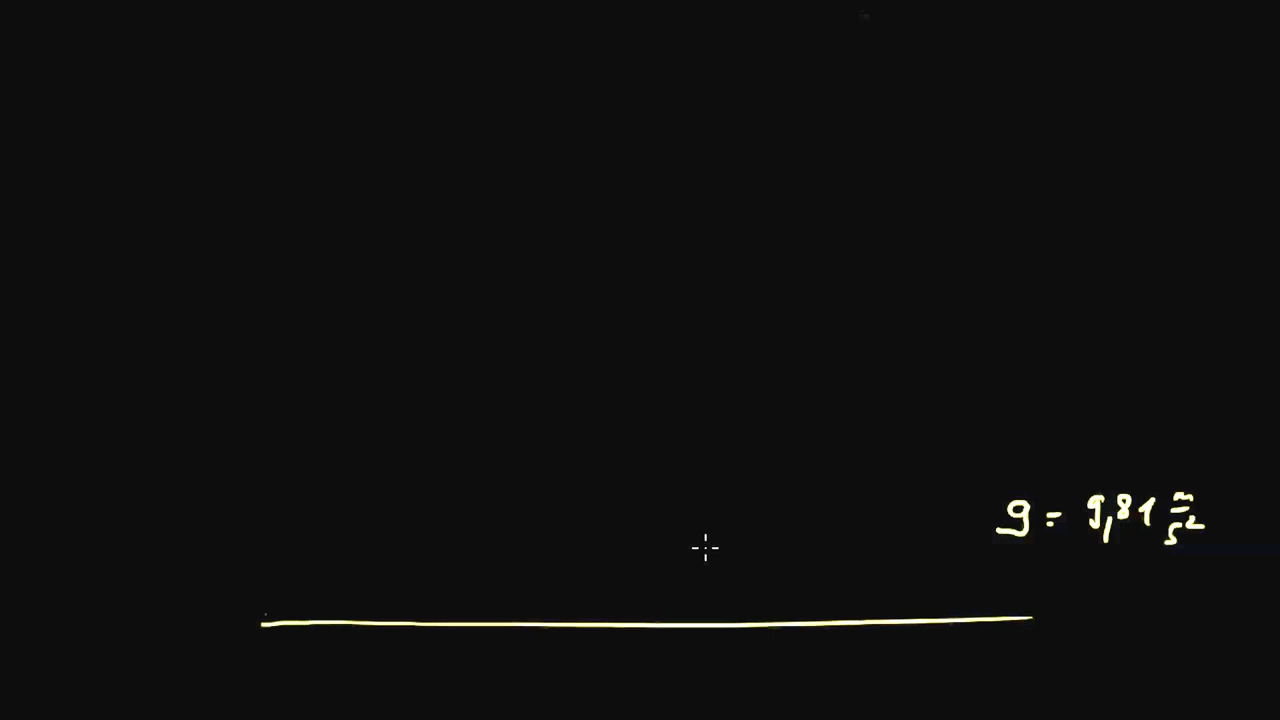 g = 9,81 m/s²